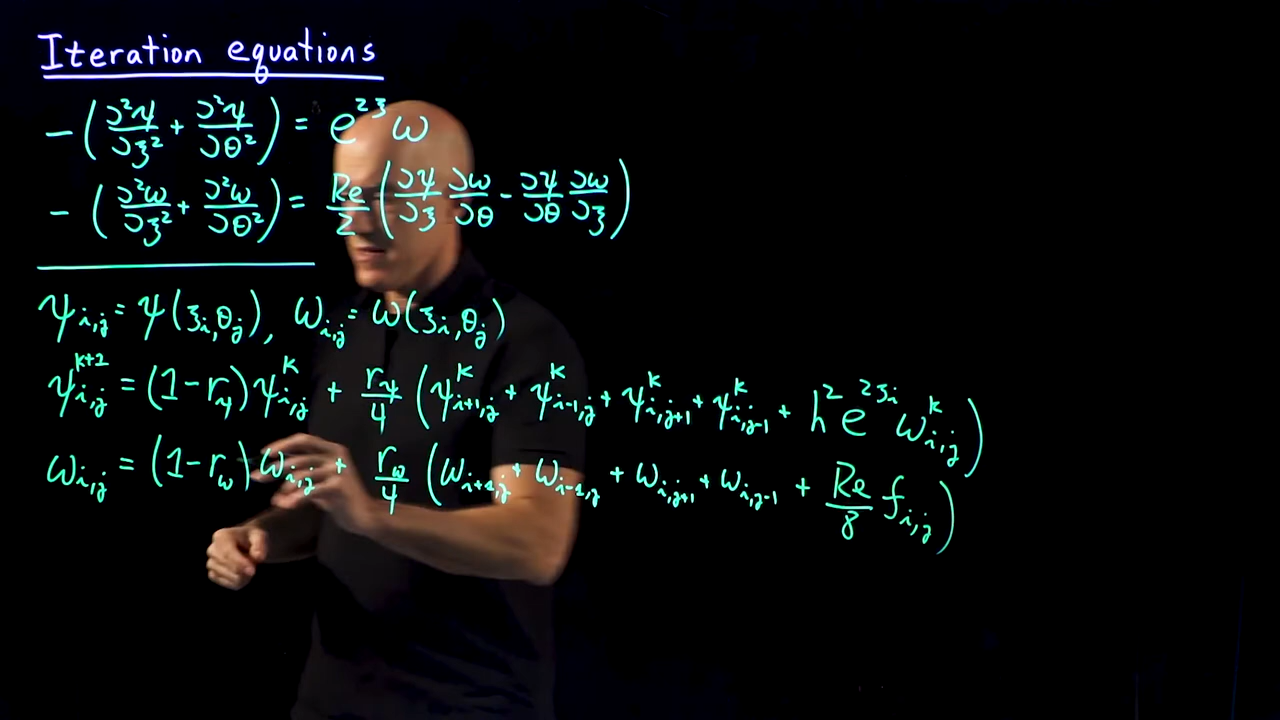 Iteration equations
−(∂²ψ/∂ξ² + ∂²ψ/∂θ²) = e^{2ξ} ω
−(∂²ω/∂ξ² + ∂²ω/∂θ²) = Re/2 (∂ψ/∂ξ ∂ω/∂θ − ∂ψ/∂θ ∂ω/∂ξ)
ψ_{i,j} = ψ(ξ_i, θ_j), ω_{i,j} = ω(ξ_i, θ_j)
ψ^{k+1}_{i,j} = (1−r_ψ)ψ^k_{i,j} + r_ψ/4 (ψ^k_{i+1,j} + ψ^k_{i−1,j} + ψ^k_{i,j+1} + ψ^k_{i,j−1} + h² e^{2ξ_i} ω^k_{i,j})
ω_{i,j} = (1−r_ω)ω_{i,j} + r_ω/4 (ω_{i+1,j} + ω_{i−1,j} + ω_{i,j+1} + ω_{i,j−1} + Re/8 f_{i,j})